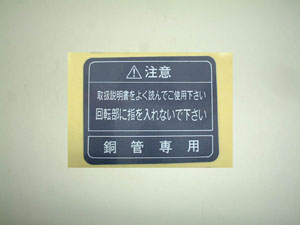 ⚠注意
取扱説明書をよく読んでご使用下さい
回転部に指を入れないで下さい
銅管専用